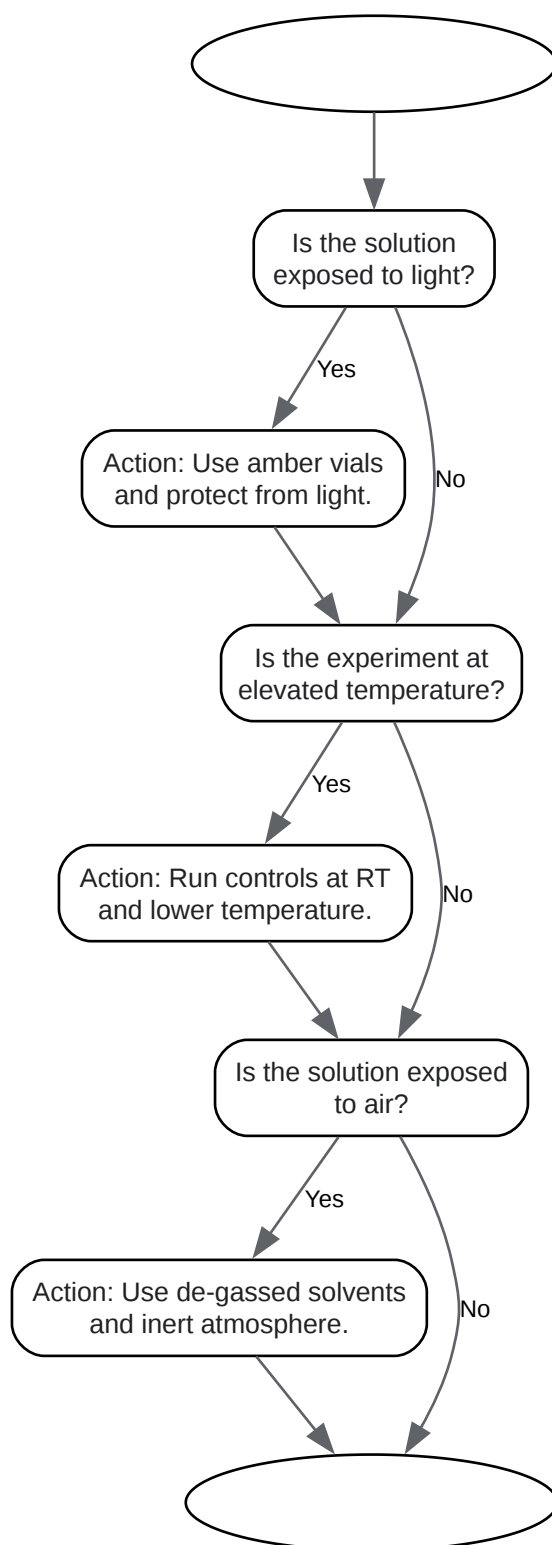 Is the solution
exposed to light?
Yes
Action: Use amber vials
and protect from light.
No
Is the experiment at
elevated temperature?
Yes
Action: Run controls at RT
and lower temperature.
No
Is the solution exposed
to air?
Yes
Action: Use de-gassed solvents
and inert atmosphere.
No